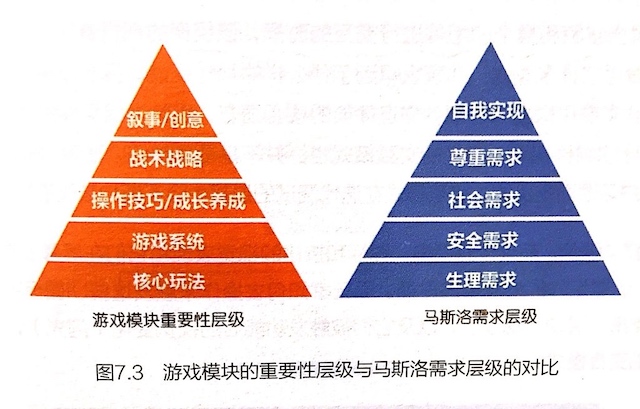 叙事/创意
战术战略
操作技巧/成长养成
游戏系统
核心玩法
游戏模块重要性层级
自我实现
尊重需求
社会需求
安全需求
生理需求
马斯洛需求层级
图7.3 游戏模块的重要性层级与马斯洛需求层级的对比